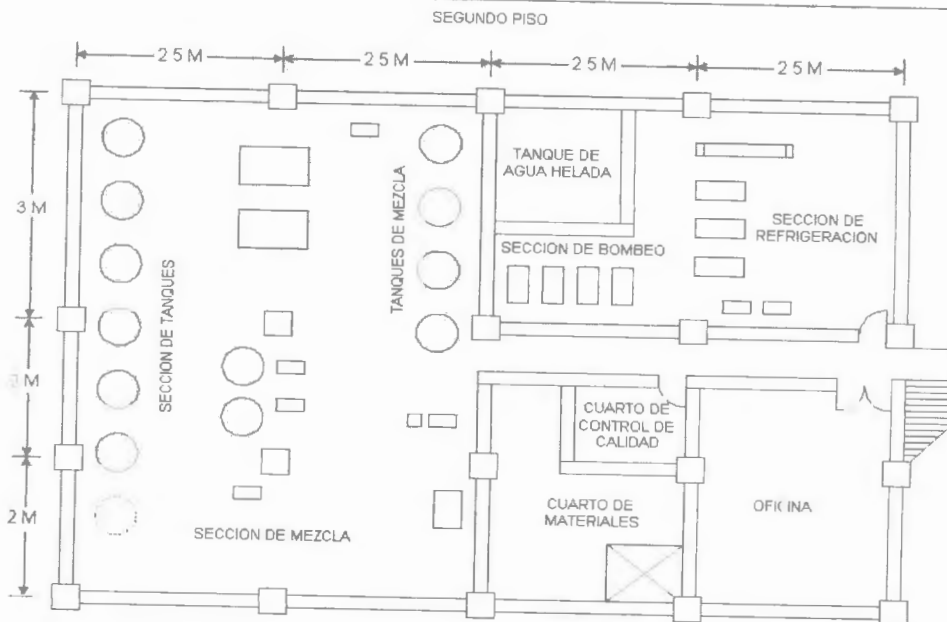 SEGUNDO PISO
2 5 M
2 5 M
2 5 M
2 5 M
3 M
M
2 M
SECCION DE TANQUES
TANQUES DE MEZCLA
TANQUE DE
AGUA HELADA
SECCION DE BOMBEO
SECCION DE
REFRIGERACIÓN
CUARTO DE
CONTROL DE
CALIDAD
CUARTO DE
MATERIALES
OFICINA
SECCION DE MEZCLA